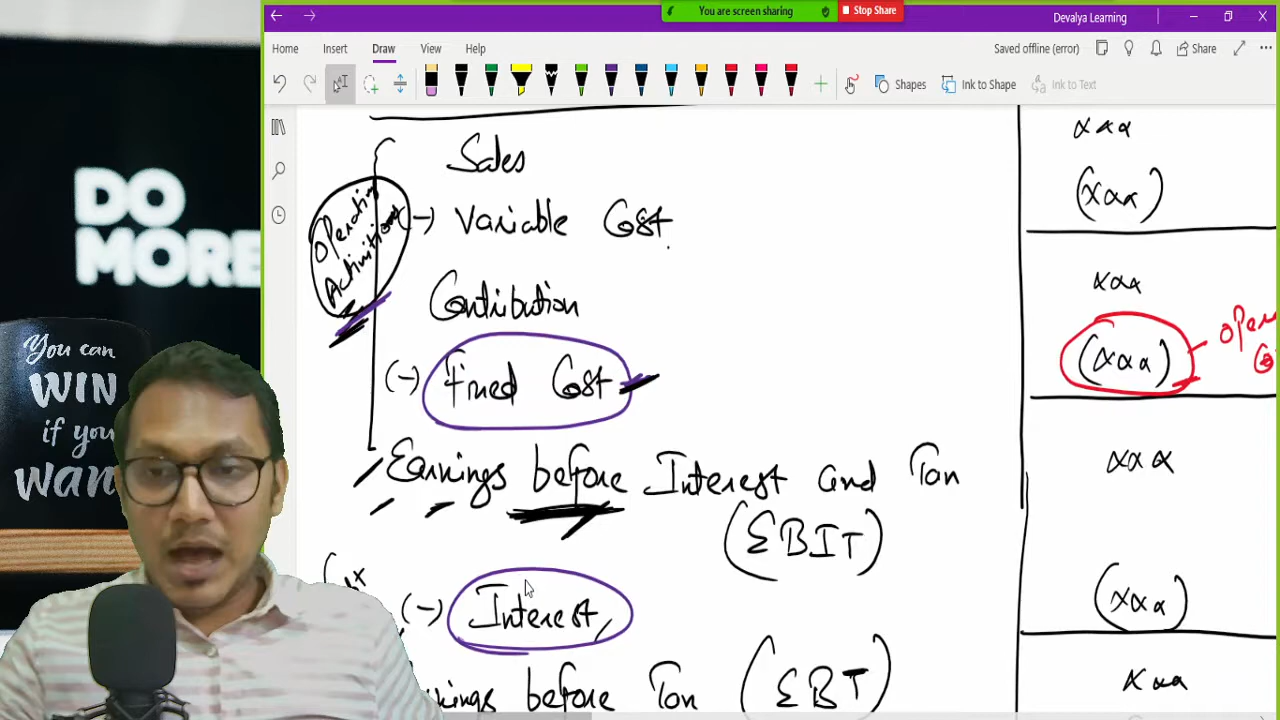 You are screen sharing
Stop Share
Devalya Learning
Home Insert Draw View Help
Saved offline (error)
Share
Shapes
Ink to Shape
Ink to Text
DO
MORE
You can
WIN
if you
want
Sales xxx
Operating
Activities
(-) Variable Cost. (xxx)
Contribution xxx
(-) Fixed Cost (xxx)
Earnings before Interest and Tax xxx
(EBIT)
(-) Interest, (xxx)
before Tax (EBT) xxx